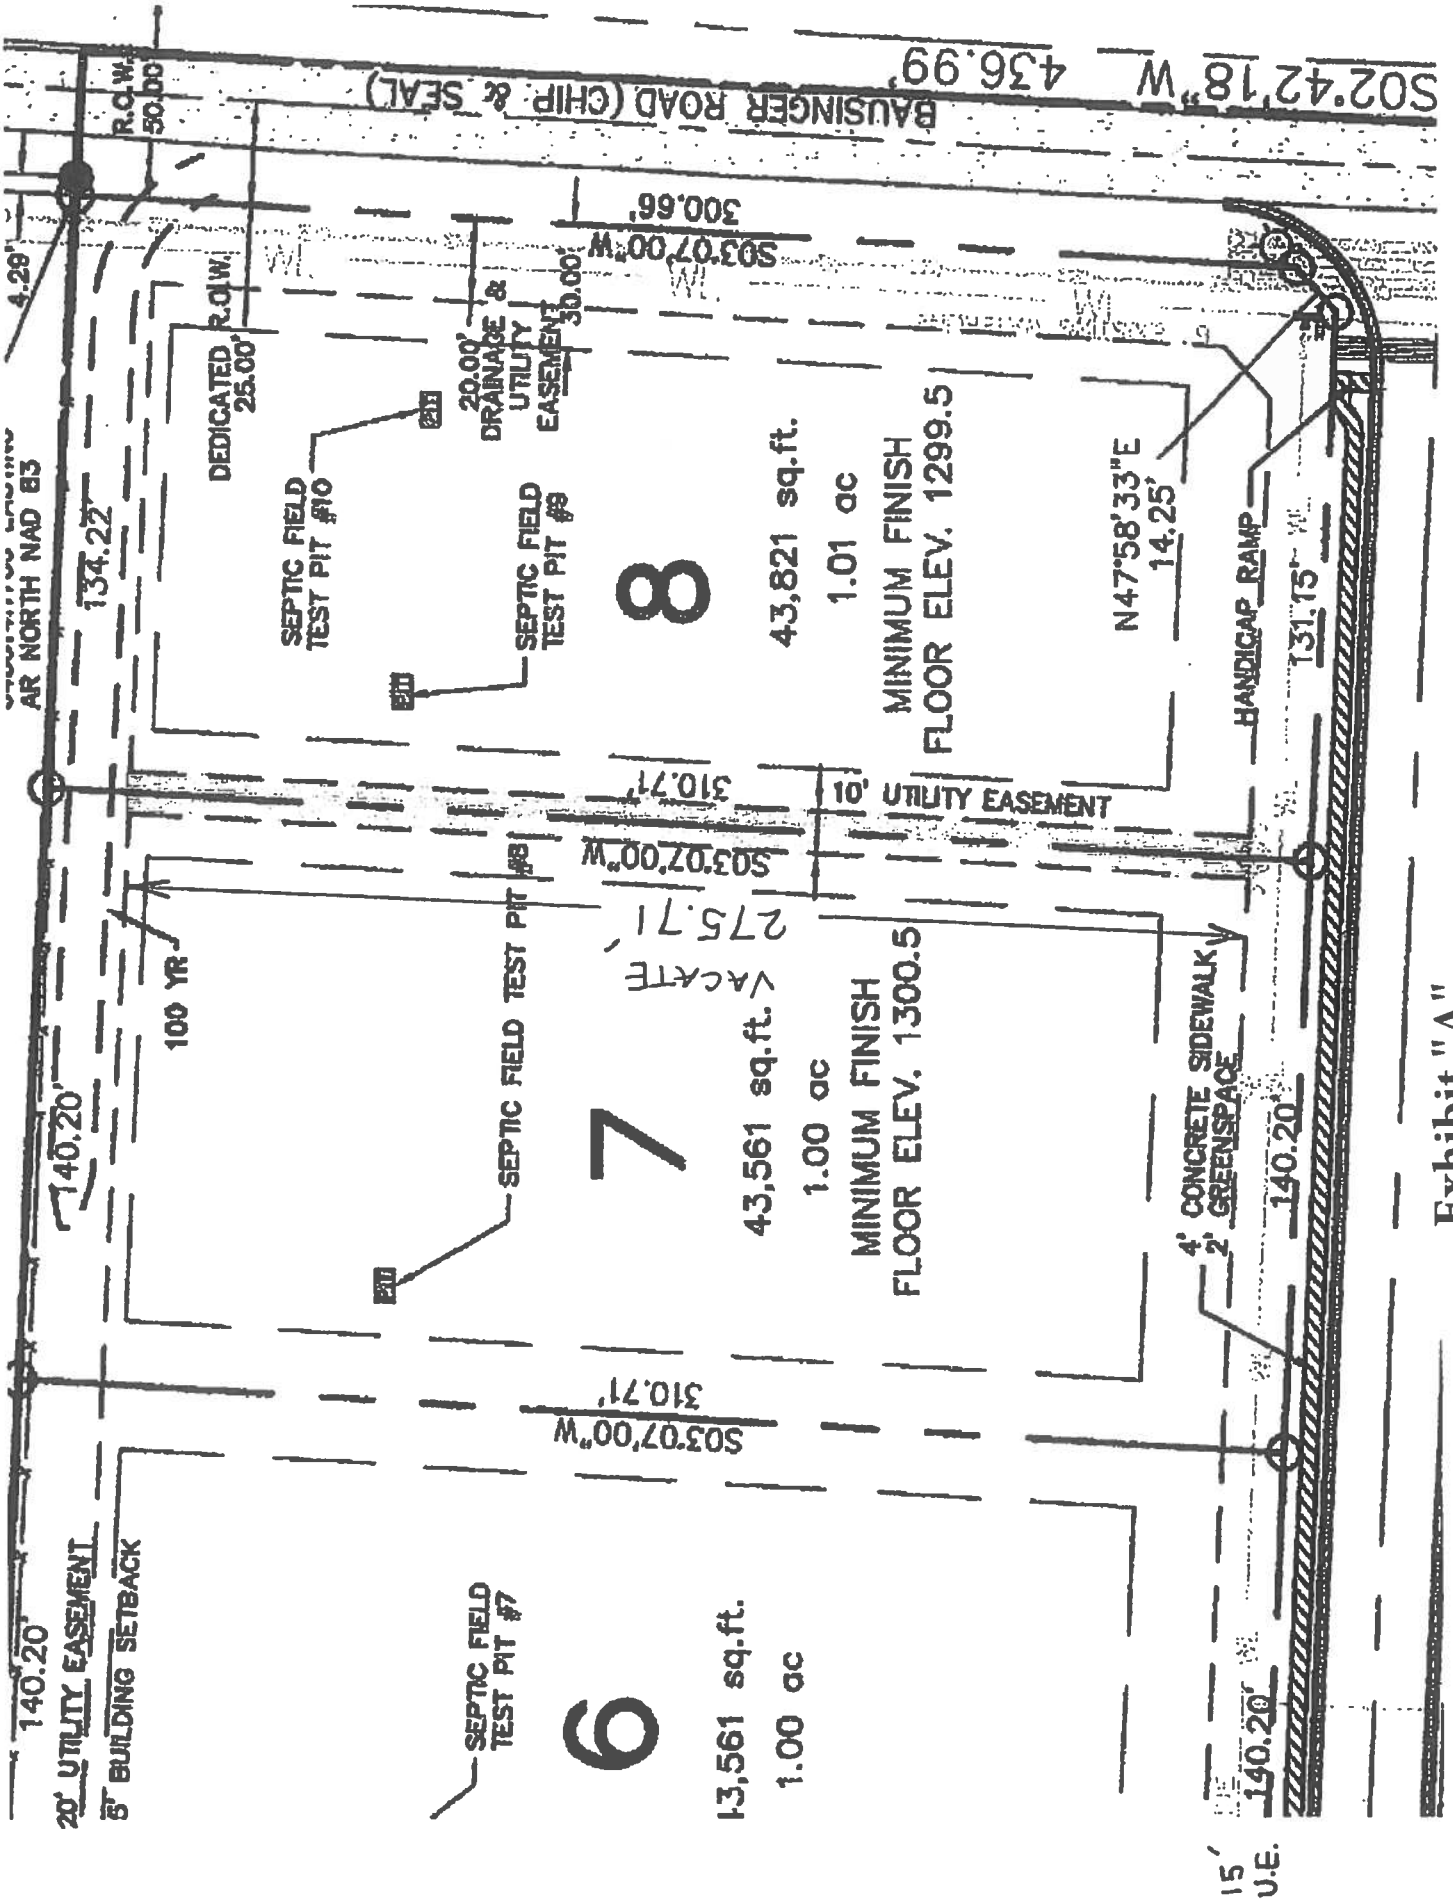 S02°42'18"W 436.99'
BAUSINGER ROAD (CHIP & SEAL)
R.O.W.
50.00'
4.29'
DEDICATED R.O.W.
25.00'
S03°07'00"W
300.66'
20.00'
DRAINAGE &
UTILITY
EASEMENT
30.00'
AR NORTH NAD 83
134.22'
SEPTIC FIELD
TEST PIT #10
SEPTIC FIELD
TEST PIT #9
8
43,821 sq.ft.
1.01 ac
MINIMUM FINISH
FLOOR ELEV. 1299.5
N47°58'33"E
14.25'
HANDICAP RAMP
131.15'
310.71'
S03°07'00"W
10' UTILITY EASEMENT
275.71'
VACATE
140.20'
100 YR
SEPTIC FIELD TEST PIT #8
7
43,561 sq.ft.
1.00 ac
MINIMUM FINISH
FLOOR ELEV. 1300.5
4' CONCRETE SIDEWALK
2' GREENSPACE
140.20'
310.71'
S03°07'00"W
140.20'
20' UTILITY EASEMENT
5' BUILDING SETBACK
SEPTIC FIELD
TEST PIT #7
6
3,561 sq.ft.
1.00 ac
140.20'
15'
U.E.
Exhibit "A"